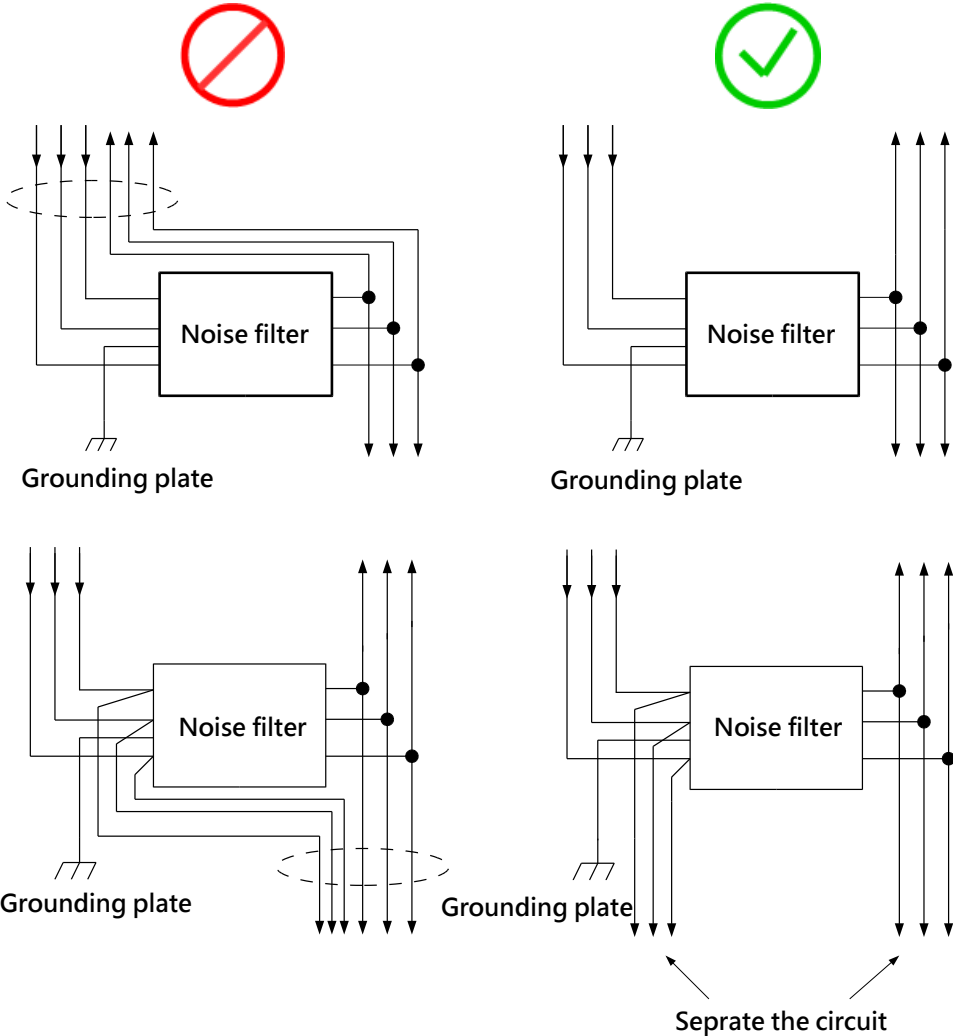 Noise filter
Noise filter
Grounding plate
Grounding plate
Noise filter
Noise filter
Grounding plate
Grounding plate
Seprate the circuit